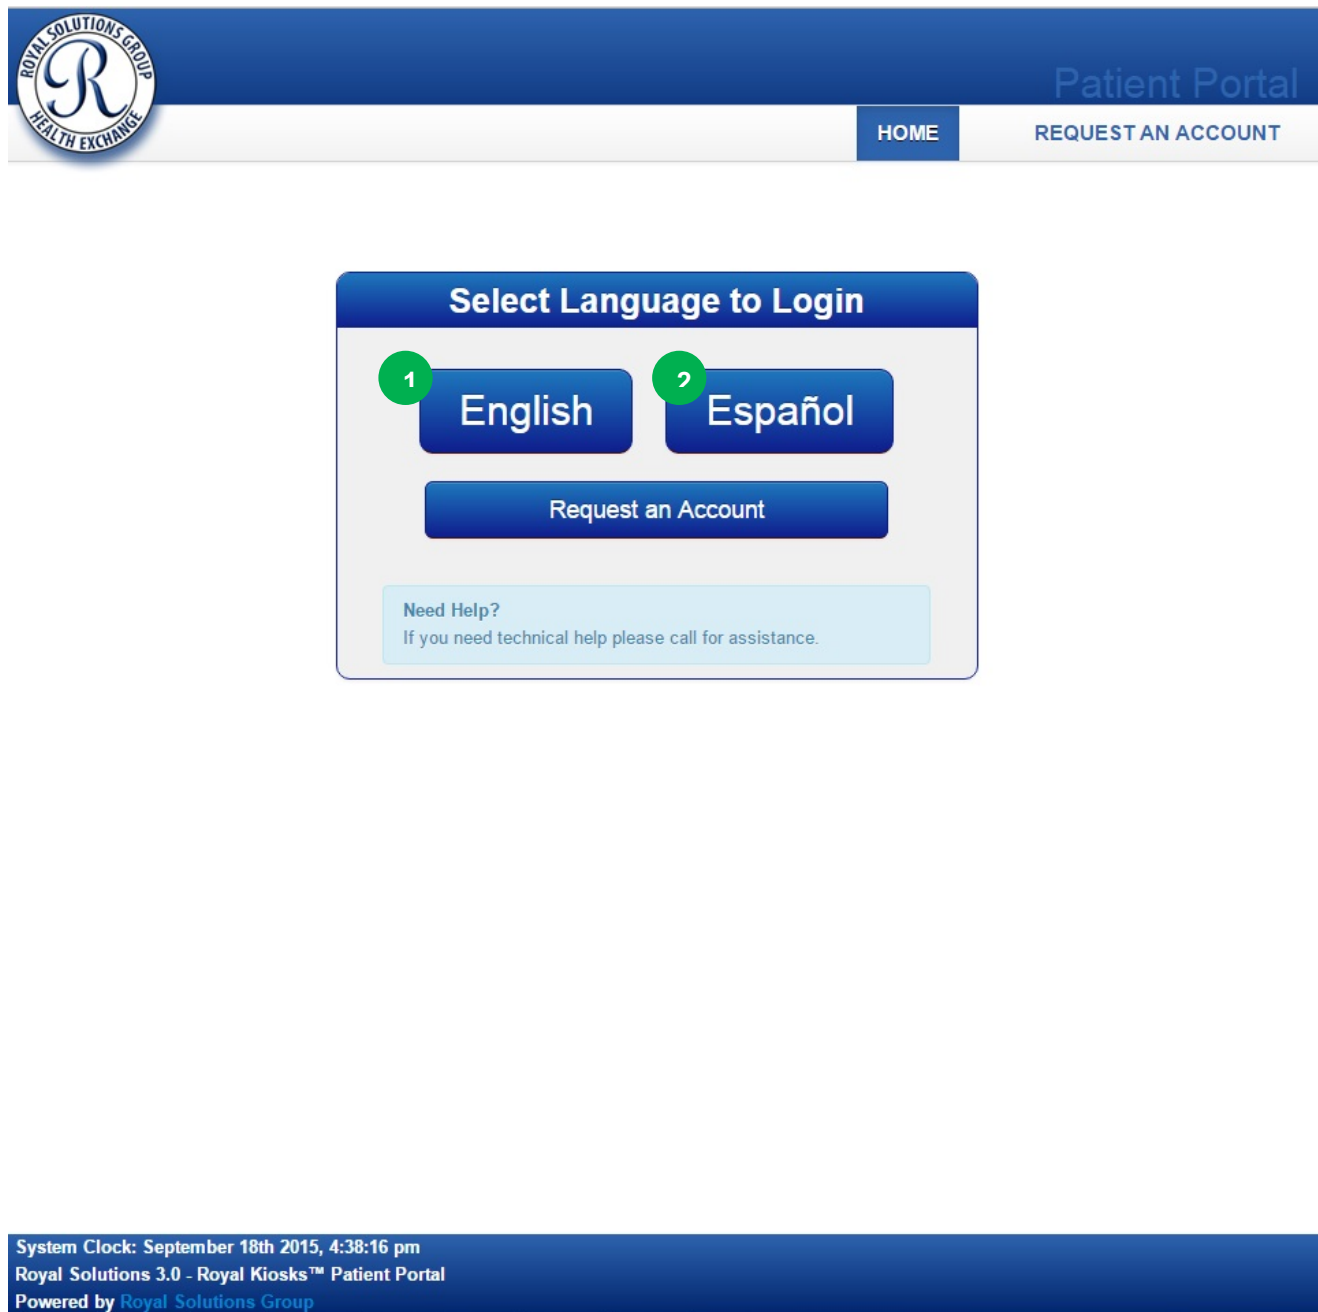 ROYAL SOLUTIONS GROUP
R
HEALTH EXCHANGE
Patient Portal
HOME
REQUEST AN ACCOUNT
Select Language to Login
1
English
2
Español
Request an Account
Need Help?
If you need technical help please call for assistance.
System Clock: September 18th 2015, 4:38:16 pm
Royal Solutions 3.0 - Royal Kiosks™ Patient Portal
Powered by Royal Solutions Group